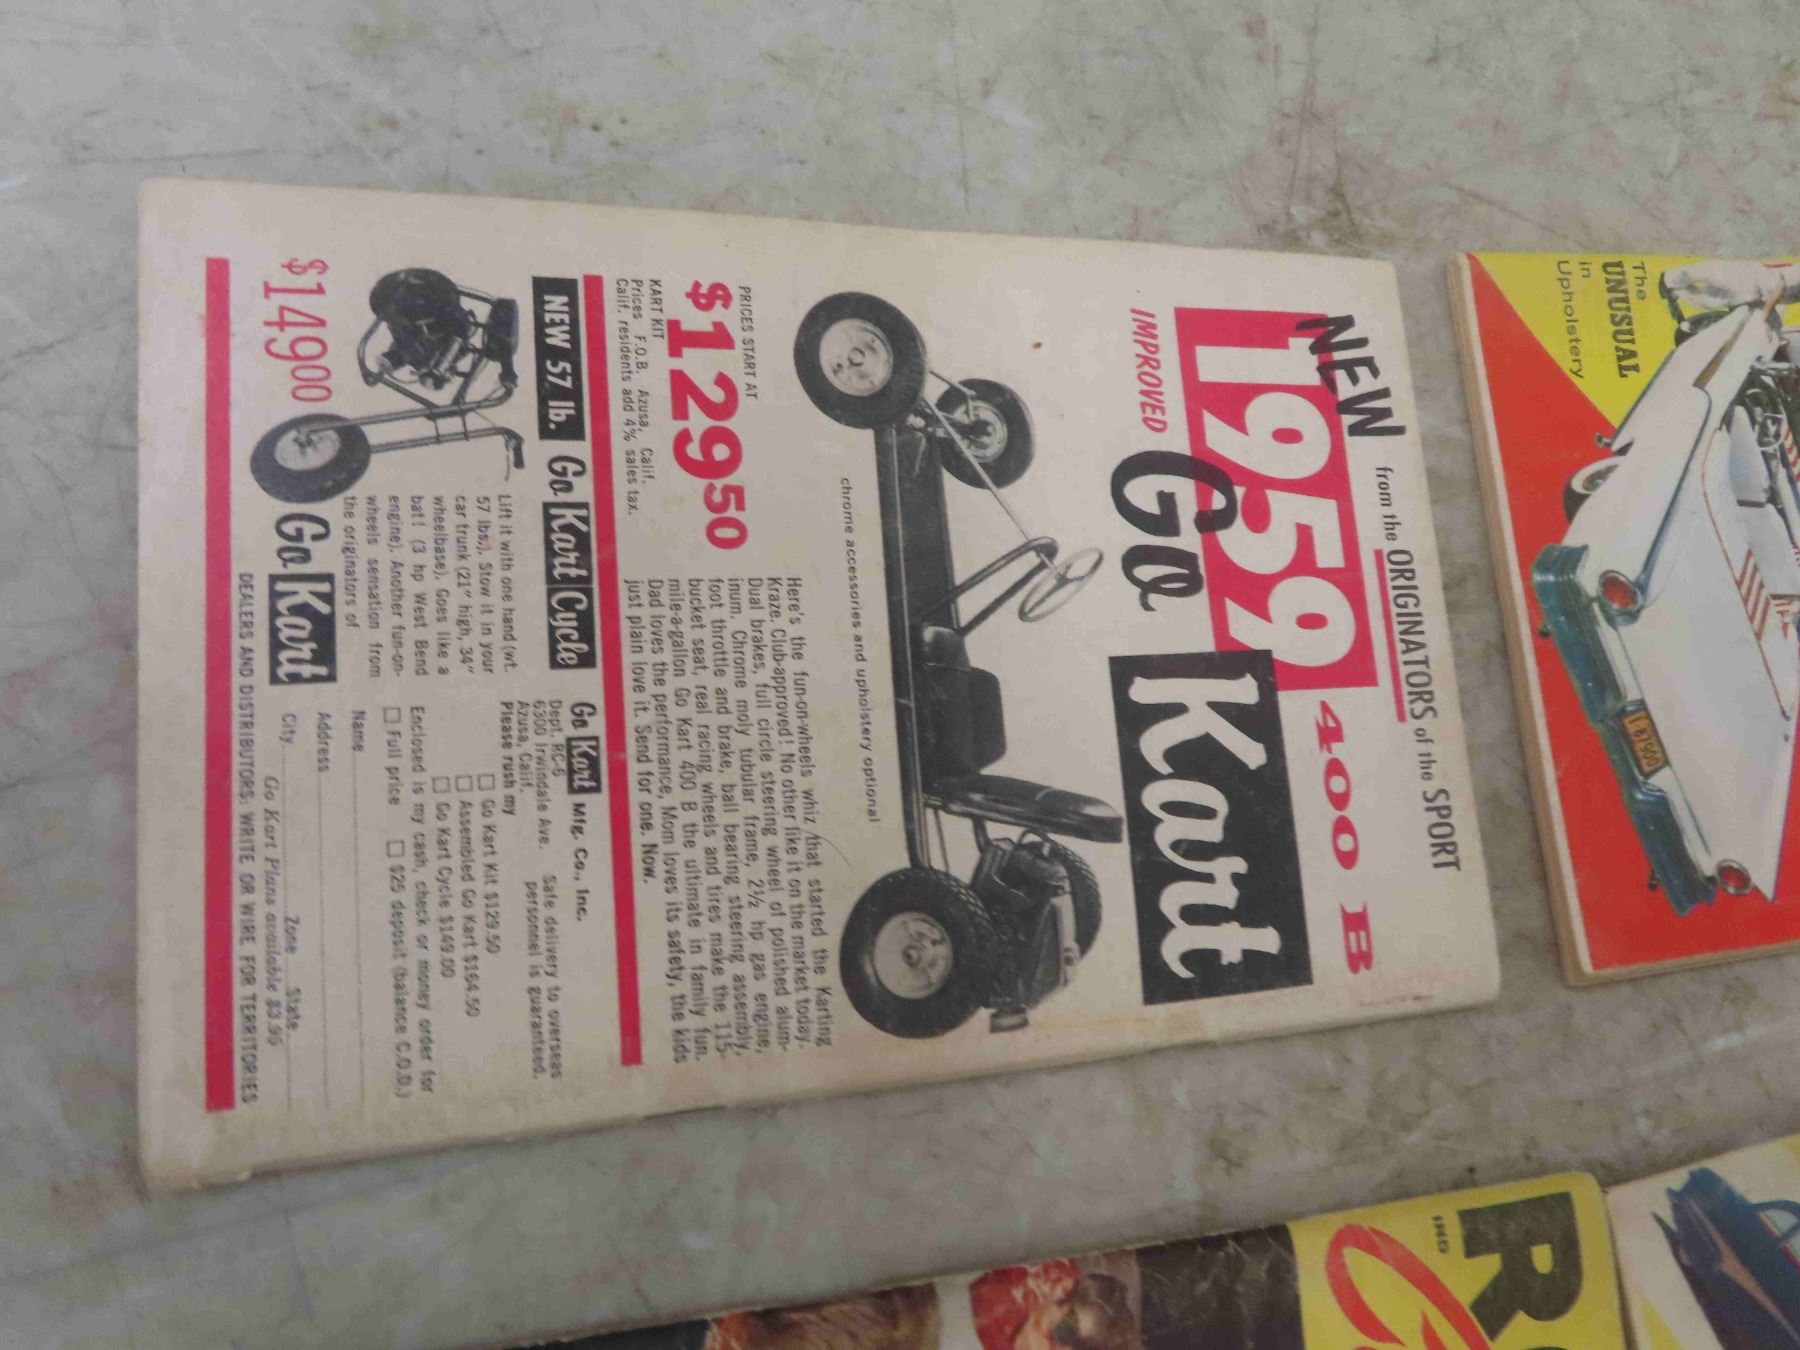 NEW from the ORIGINATORS of the SPORT
1959 400 B
IMPROVED Go Kart
chrome accessories and upholstery optional
PRICES START AT
$12950
KART KIT
Prices F.O.B. Azusa, Calif.
Calif. residents add 4% sales tax.
Here's the fun-on-wheels whiz that started the Karting
Kraze. Club-approved! No other like it on the market today.
Dual brakes, full circle steering wheel of polished alum-
inum. Chrome moly tubular frame, 2½ hp gas engine,
foot throttle and brake, ball bearing steering assembly,
bucket seat, real racing wheels and tires make the 115-
mile-a-gallon Go Kart 400 B the ultimate in family fun.
Dad loves the performance, Mom loves its safety, the kids
just plain love it. Send for one. Now.
NEW 57 lb. Go Kart Cycle
$14900
Lift it with one hand (wt.
57 lbs.). Stow it in your
car trunk (21" high, 34"
wheelbase). Goes like a
bat! (3 hp West Bend
engine). Another fun-on-
wheels sensation from
the originators of
Go Kart
Go Kart Mfg. Co., Inc.
Dept. RC-6
6300 Irwindale Ave.
Azusa, Calif.
Safe delivery to overseas
personnel is guaranteed.
Please rush my
Go Kart Kit $129.50
Assembled Go Kart $164.50
Go Kart Cycle $149.00
Enclosed is my cash, check or money order for
Full price $25 deposit (balance C.O.D.)
Name
Address
City Zone State
Go Kart Plans available $3.95
DEALERS AND DISTRIBUTORS: WRITE OR WIRE FOR TERRITORIES
The
UNUSUAL
in
Upholstery